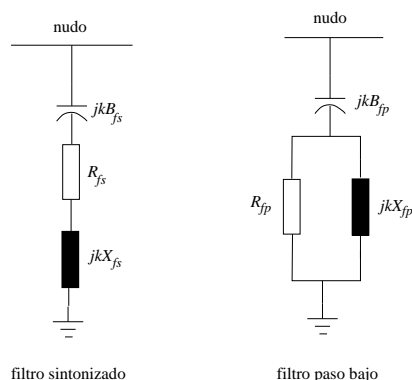 nudo
nudo
jkB_fs
jkB_fp
R_fs
R_fp
jkX_fp
jkX_fs
filtro sintonizado
filtro paso bajo